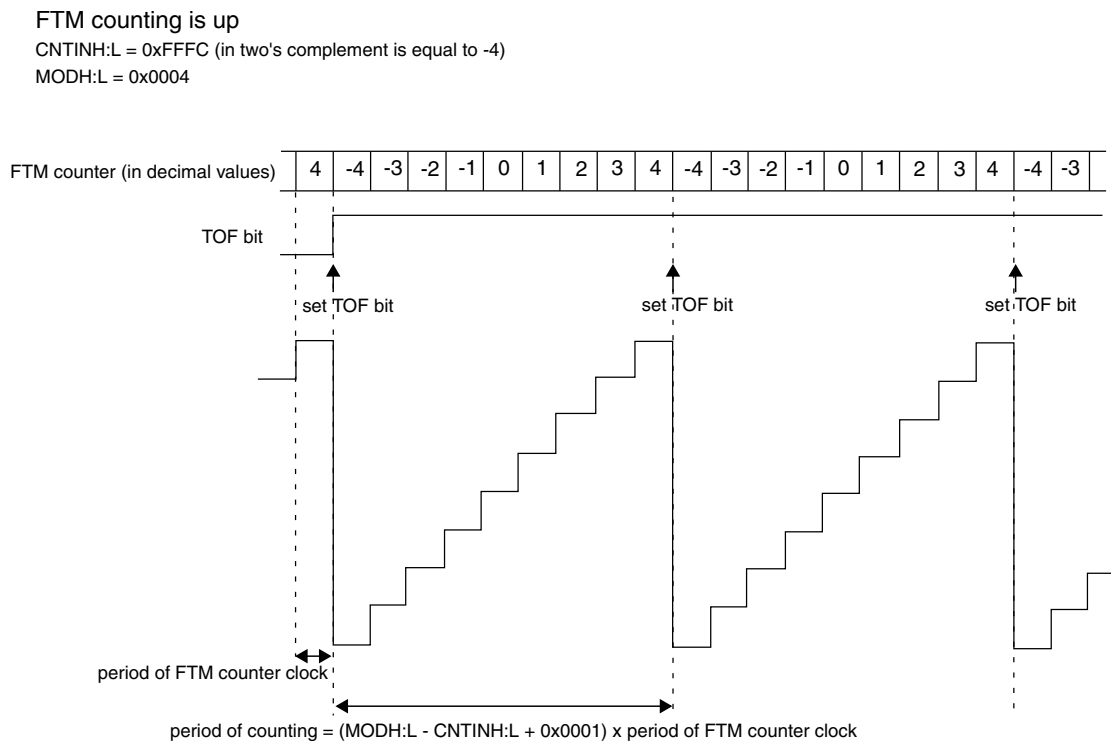 FTM counting is up
CNTINH:L = 0xFFFC (in two's complement is equal to -4)
MODH:L = 0x0004
FTM counter (in decimal values) 4 -4 -3 -2 -1 0 1 2 3 4 -4 -3 -2 -1 0 1 2 3 4 -4 -3
TOF bit
set TOF bit set TOF bit set TOF bit
period of FTM counter clock
period of counting = (MODH:L - CNTINH:L + 0x0001) x period of FTM counter clock